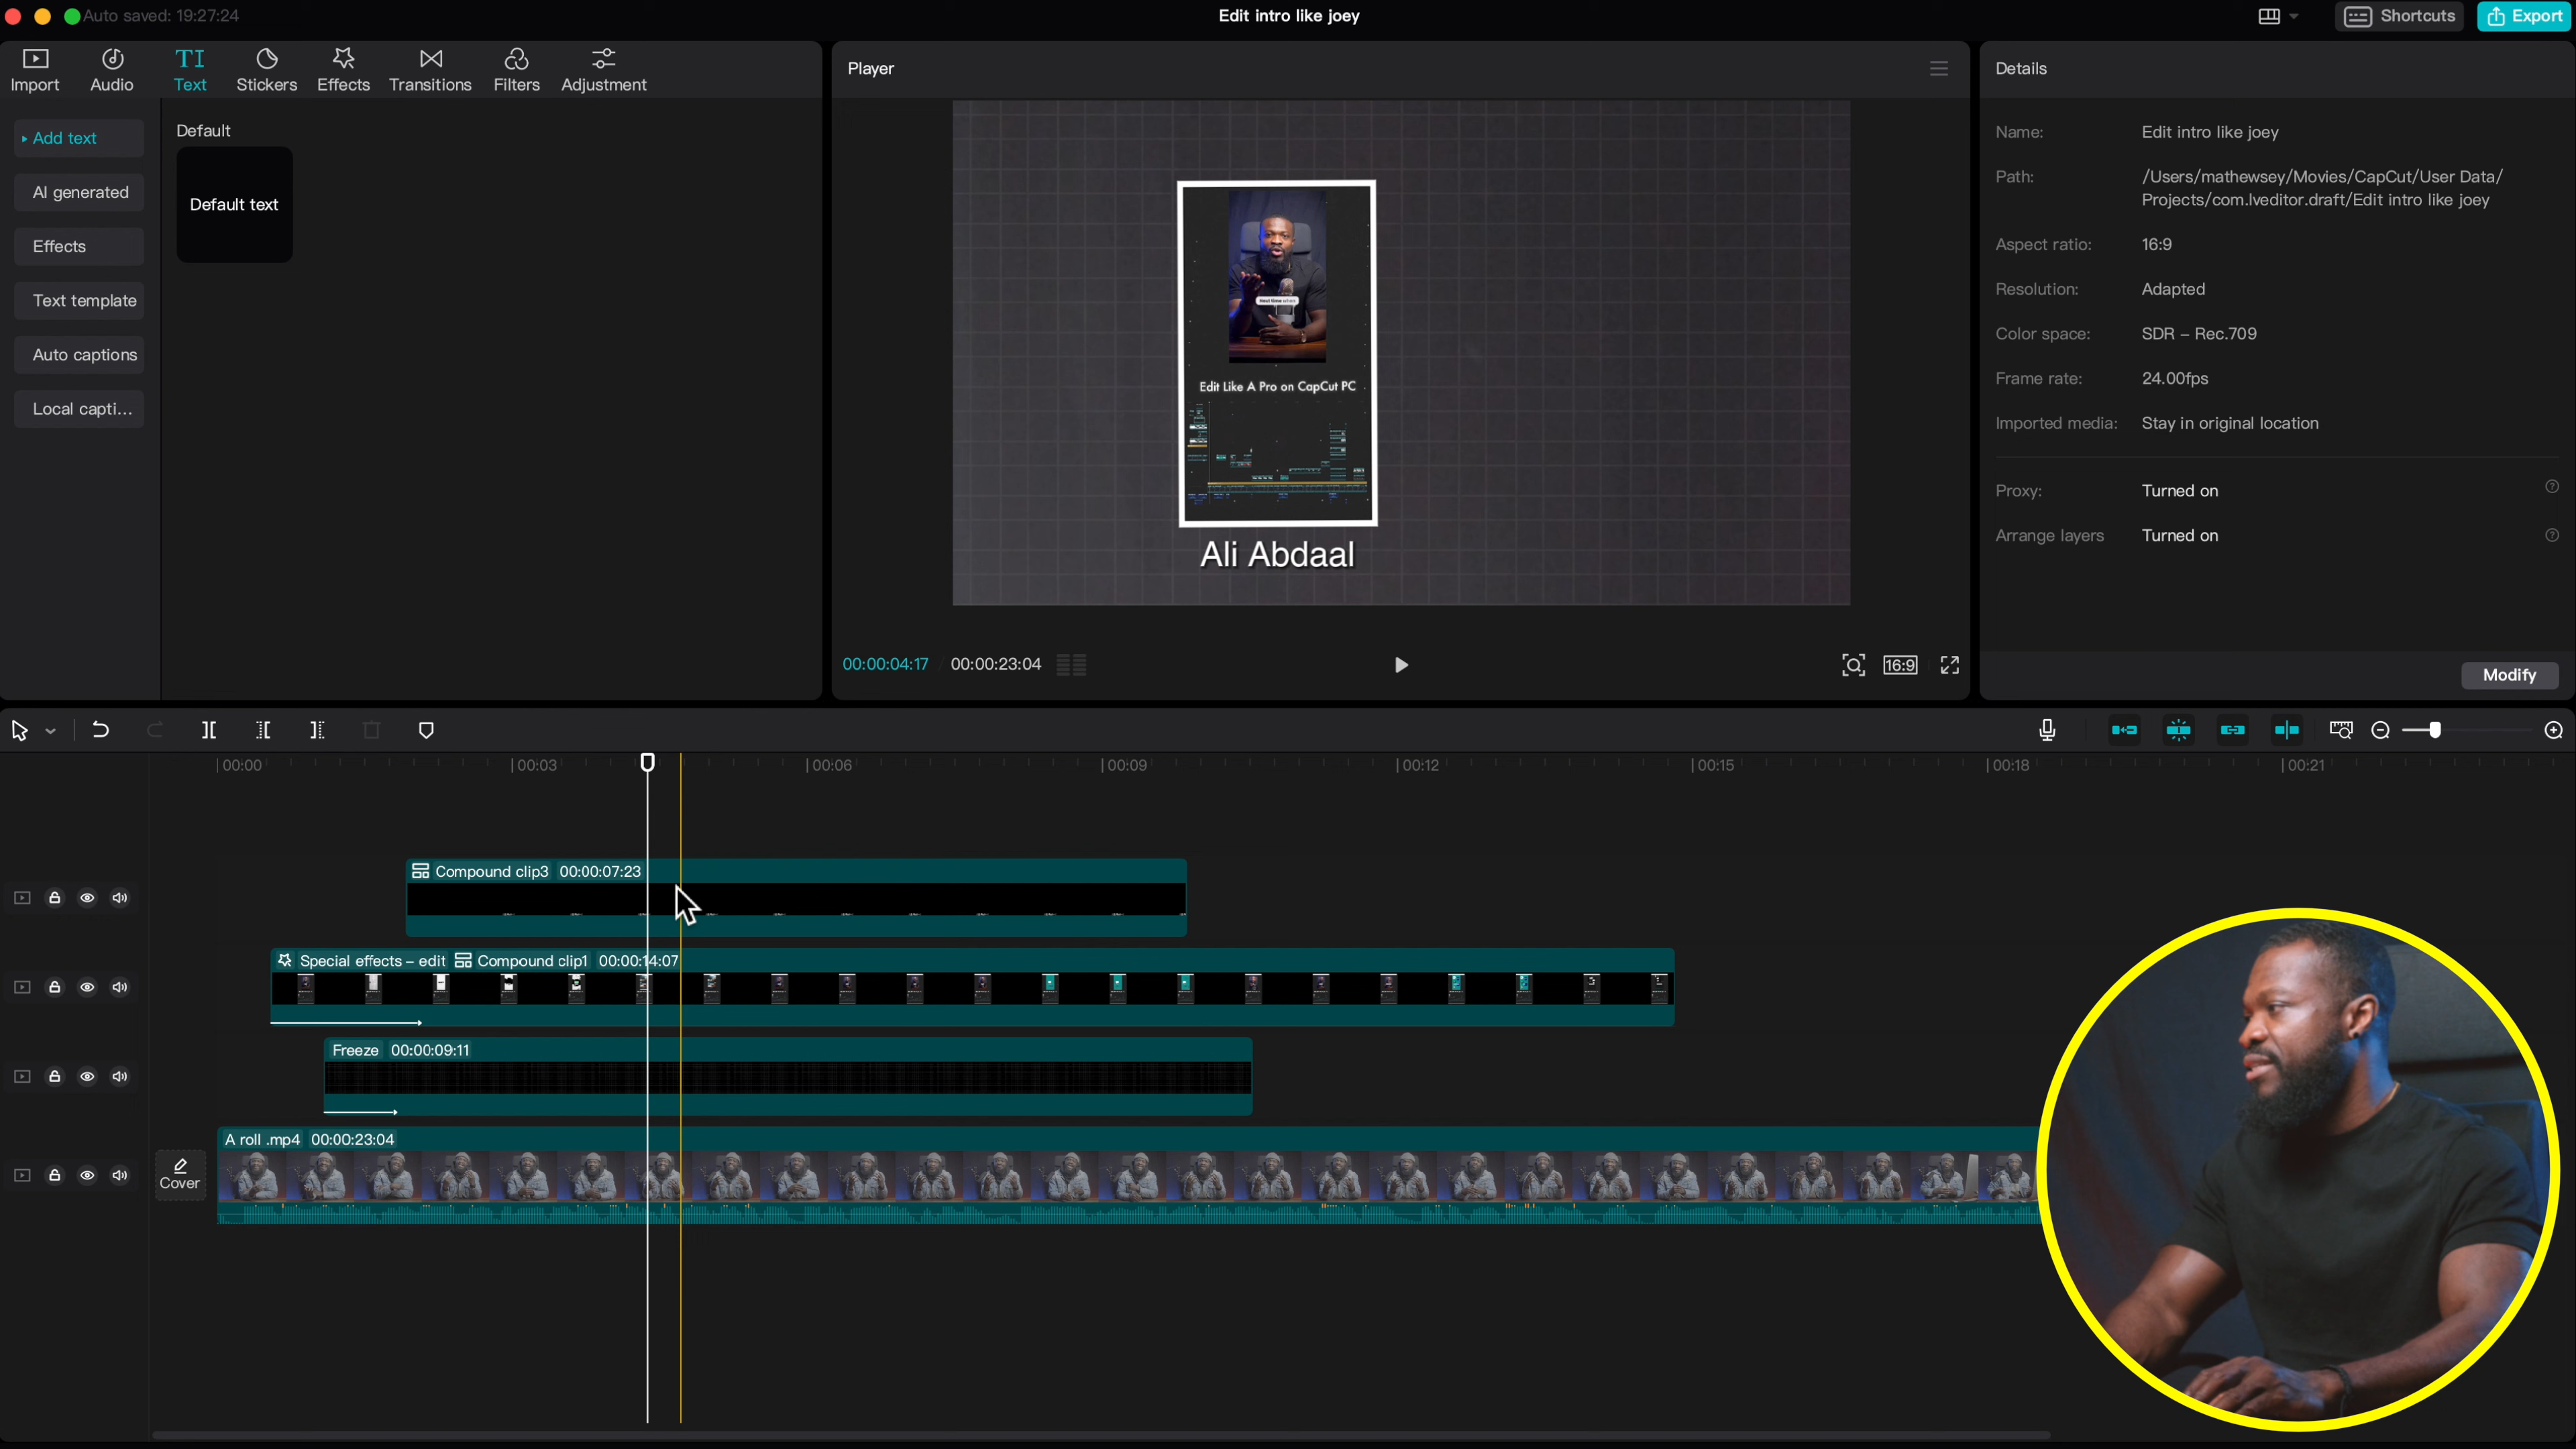 Auto saved: 19:27:24
Edit intro like joey
Shortcuts
Export
Import
Audio
TI
Text
Stickers
Effects
Transitions
Filters
Adjustment
Add text
AI generated
Effects
Text template
Auto captions
Local capti...
Default
Default text
Player
Edit Like A Pro on CapCut PC
Ali Abdaal
00:00:04:17
00:00:23:04
16:9
Details
Name: Edit intro like joey
Path: /Users/mathewsey/Movies/CapCut/User Data/
Projects/com.lveditor.draft/Edit intro like joey
Aspect ratio: 16:9
Resolution: Adapted
Color space: SDR – Rec.709
Frame rate: 24.00fps
Imported media: Stay in original location
Proxy: Turned on
Arrange layers Turned on
Modify
00:00 00:03 00:06 00:09 00:12 00:15 00:18 00:21
Compound clip3 00:00:07:23
Special effects – edit Compound clip1 00:00:14:07
Freeze 00:00:09:11
A roll .mp4 00:00:23:04
Cover